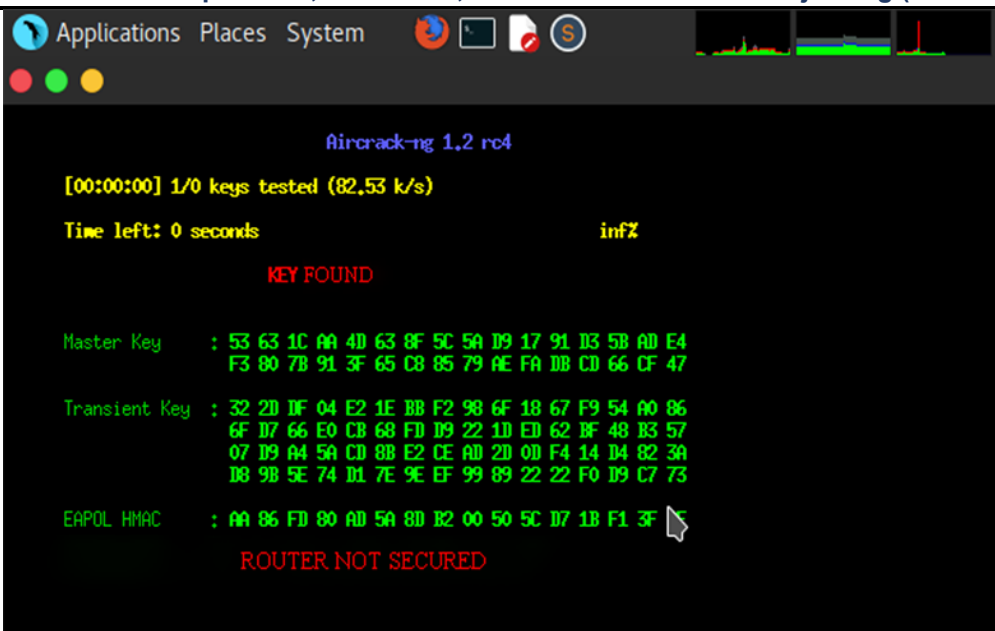 Applications Places System
Aircrack-ng 1.2 rc4
[00:00:00] 1/0 keys tested (82.53 k/s)
Time left: 0 seconds inf%
KEY FOUND
Master Key : 53 63 1C AA 4D 63 8F 5C 5A D9 17 91 D3 5B AD E4
F3 80 7B 91 3F 65 C8 85 79 AE FA DB CD 66 CF 47
Transient Key : 32 2D DF 04 E2 1E BB F2 98 6F 18 67 F9 54 A0 86
6F D7 66 E0 CB 68 FD D9 22 1D ED 62 BF 48 B3 57
07 D9 A4 5A CD 8B E2 CE AD 2D 0D F4 14 D4 82 3A
D8 9B 5E 74 D1 7E 9E EF 99 89 22 22 F0 D9 C7 73
EAPOL HMAC : AA 86 FD 80 AD 5A 8D B2 00 50 5C D7 1B F1 3F
ROUTER NOT SECURED